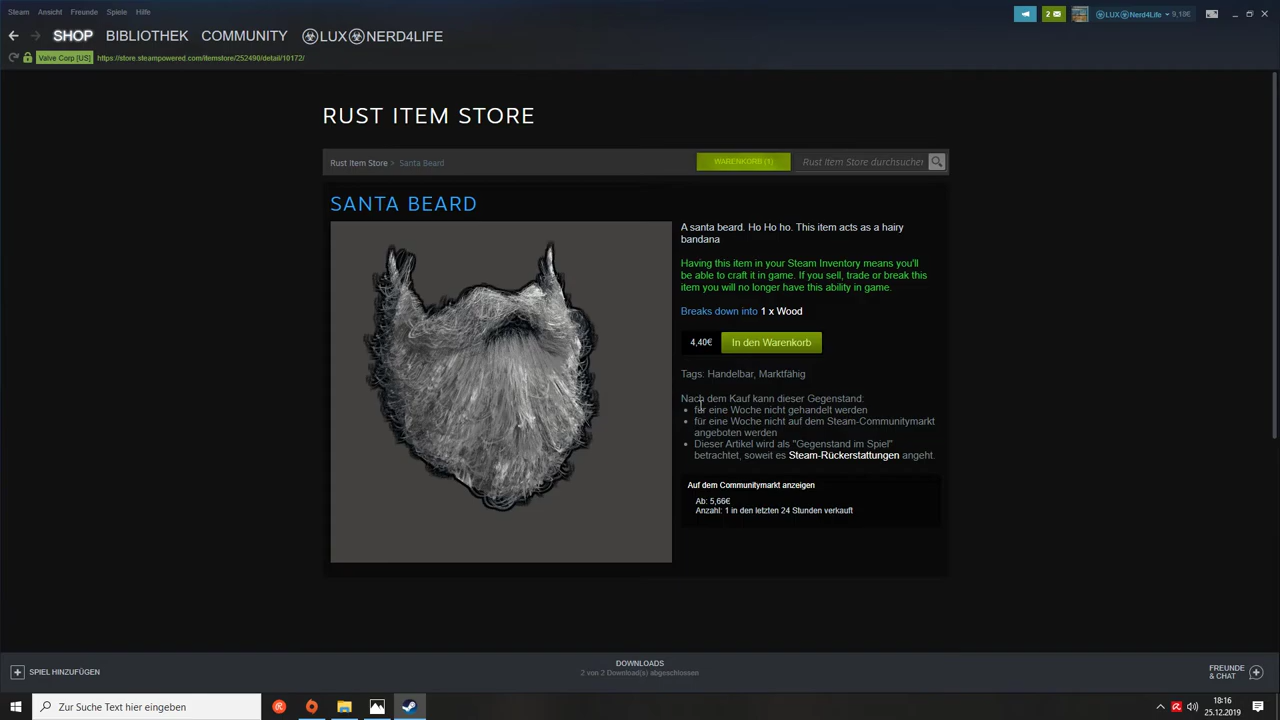 Steam Ansicht Freunde Spiele Hilfe
2 LUX Nerd4Life 9,18€
SHOP BIBLIOTHEK COMMUNITY LUX NERD4LIFE
Valve Corp [US] https://store.steampowered.com/itemstore/252490/detail/10172/
RUST ITEM STORE
Rust Item Store > Santa Beard WARENKORB (1) Rust Item Store durchsuchen
SANTA BEARD
A santa beard. Ho Ho ho. This item acts as a hairy
bandana
Having this item in your Steam Inventory means you'll
be able to craft it in game. If you sell, trade or break this
item you will no longer have this ability in game.
Breaks down into 1 x Wood
4,40€ In den Warenkorb
Tags: Handelbar, Marktfähig
Nach dem Kauf kann dieser Gegenstand:
• für eine Woche nicht gehandelt werden
• für eine Woche nicht auf dem Steam-Communitymarkt
angeboten werden
• Dieser Artikel wird als "Gegenstand im Spiel"
betrachtet, soweit es Steam-Rückerstattungen angeht.
Auf dem Communitymarkt anzeigen
Ab: 5,66€
Anzahl: 1 in den letzten 24 Stunden verkauft
SPIEL HINZUFÜGEN
DOWNLOADS
2 von 2 Download(s) abgeschlossen
FREUNDE
& CHAT
Zur Suche Text hier eingeben
18:16
25.12.2019